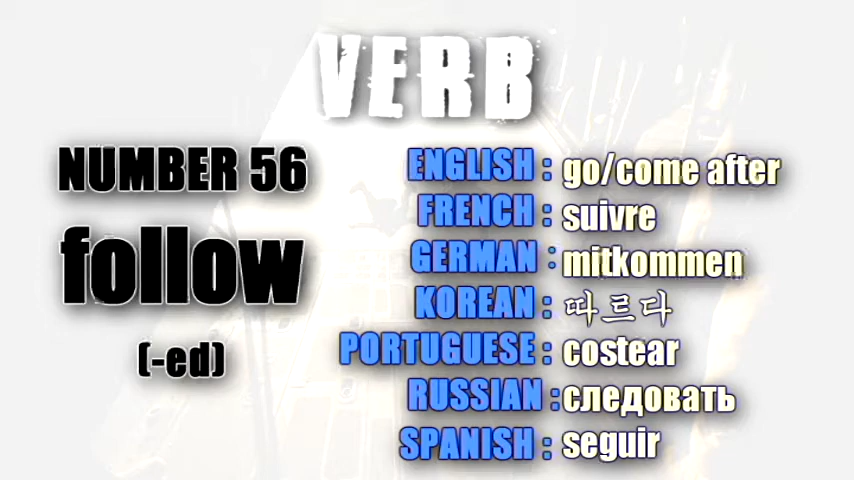 VERB
NUMBER 56
follow
(-ed)
ENGLISH : go/come after
FRENCH : suivre
GERMAN : mitkommen
KOREAN : 따르다
PORTUGUESE : costear
RUSSIAN : следовать
SPANISH : seguir